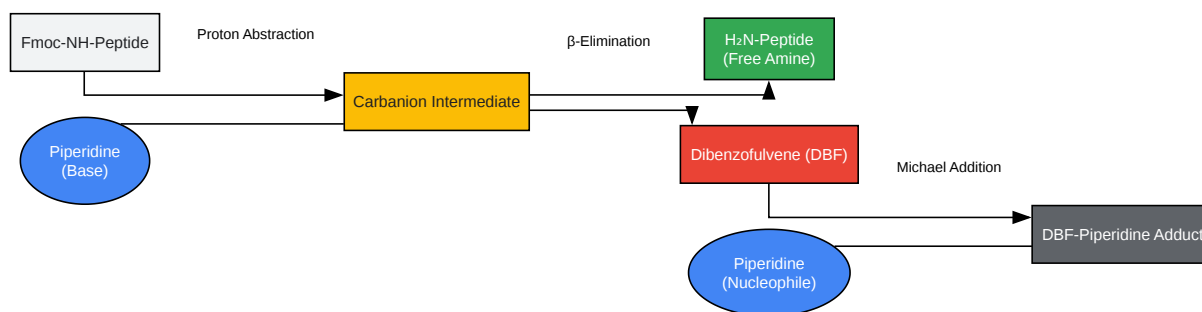 Fmoc-NH-Peptide
Proton Abstraction
β-Elimination
H₂N-Peptide
(Free Amine)
Carbanion Intermediate
Piperidine
(Base)
Dibenzofulvene (DBF)
Michael Addition
DBF-Piperidine Adduct
Piperidine
(Nucleophile)